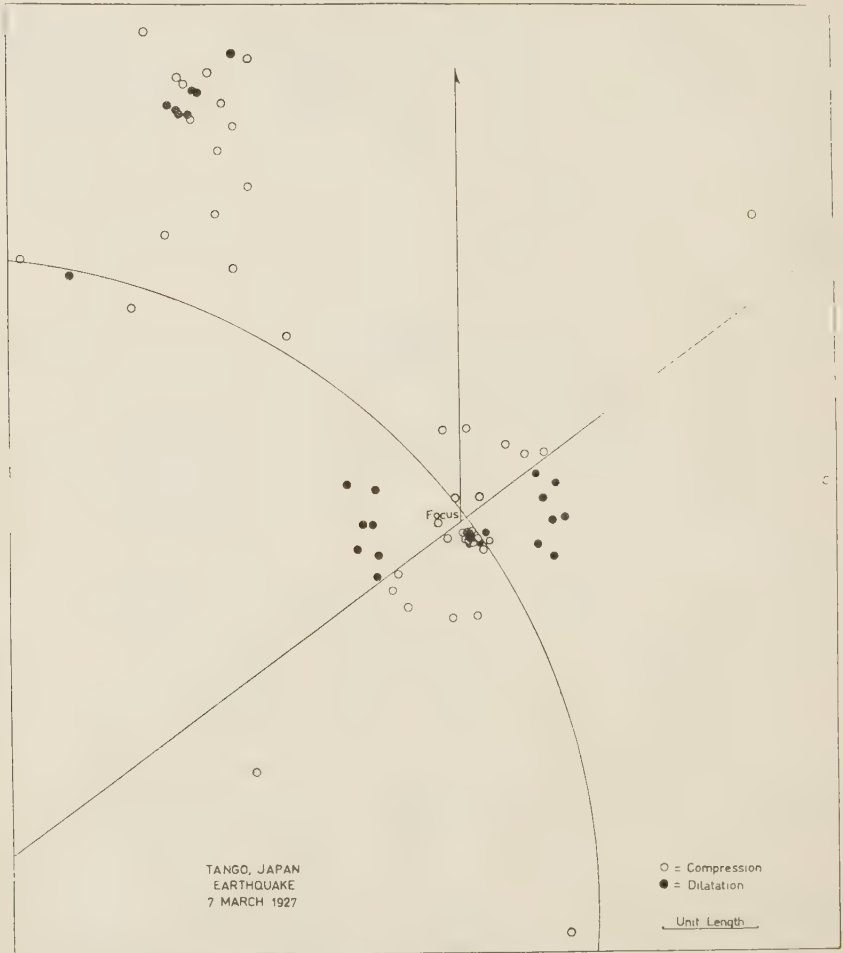 Focus
TANGO, JAPAN
EARTHQUAKE
7 MARCH 1927
○ = Compression
● = Dilatation
Unit Length